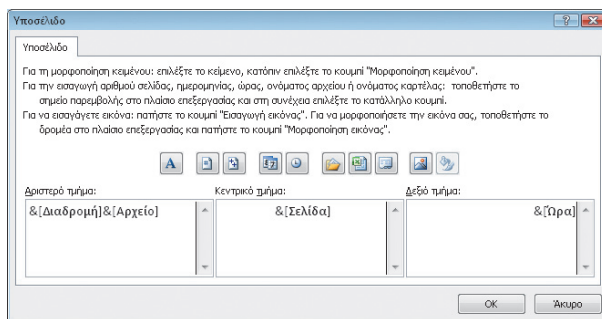 Υποσέλιδο
Υποσέλιδο
Για τη μορφοποίηση κειμένου: επιλέξτε το κείμενο, κατόπιν επιλέξτε το κουμπί "Μορφοποίηση κειμένου".
Για την εισαγωγή αριθμού σελίδας, ημερομηνίας, ώρας, ονόματος αρχείου ή ονόματος καρτέλας: τοποθετήστε το
σημείο παρεμβολής στο πλαίσιο επεξεργασίας και στη συνέχεια επιλέξτε το κατάλληλο κουμπί.
Για να εισαγάγετε εικόνα: πατήστε το κουμπί "Εισαγωγή εικόνας". Για να μορφοποιήσετε την εικόνα σας, τοποθετήστε το
δρομέα στο πλαίσιο επεξεργασίας και πατήστε το κουμπί "Μορφοποίηση εικόνας".
A
Αριστερό τμήμα: Κεντρικό τμήμα: Δεξιό τμήμα:
&[Διαδρομή]&[Αρχείο] &[Σελίδα] &[Ώρα]
OK Άκυρο